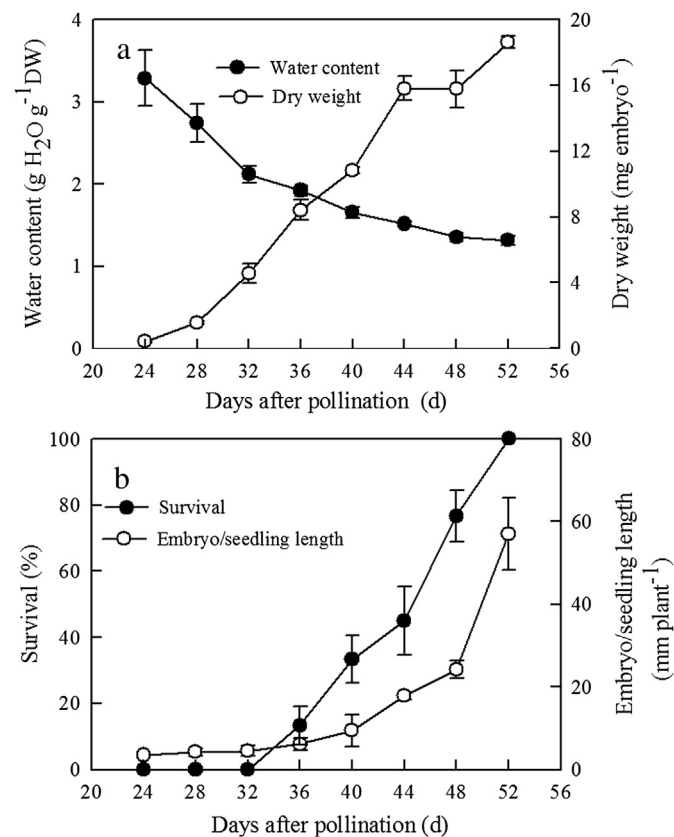 a
Water content
Dry weight
4
3
2
1
0
Water content (g H₂O g⁻¹DW)
20
16
12
8
4
0
Dry weight (mg embryo⁻¹)
20 24 28 32 36 40 44 48 52 56
Days after pollination (d)
b
Survival
Embryo/seedling length
100
80
60
40
20
0
Survival (%)
80
60
40
20
0
Embryo/seedling length
(mm plant⁻¹)
20 24 28 32 36 40 44 48 52 56
Days after pollination (d)